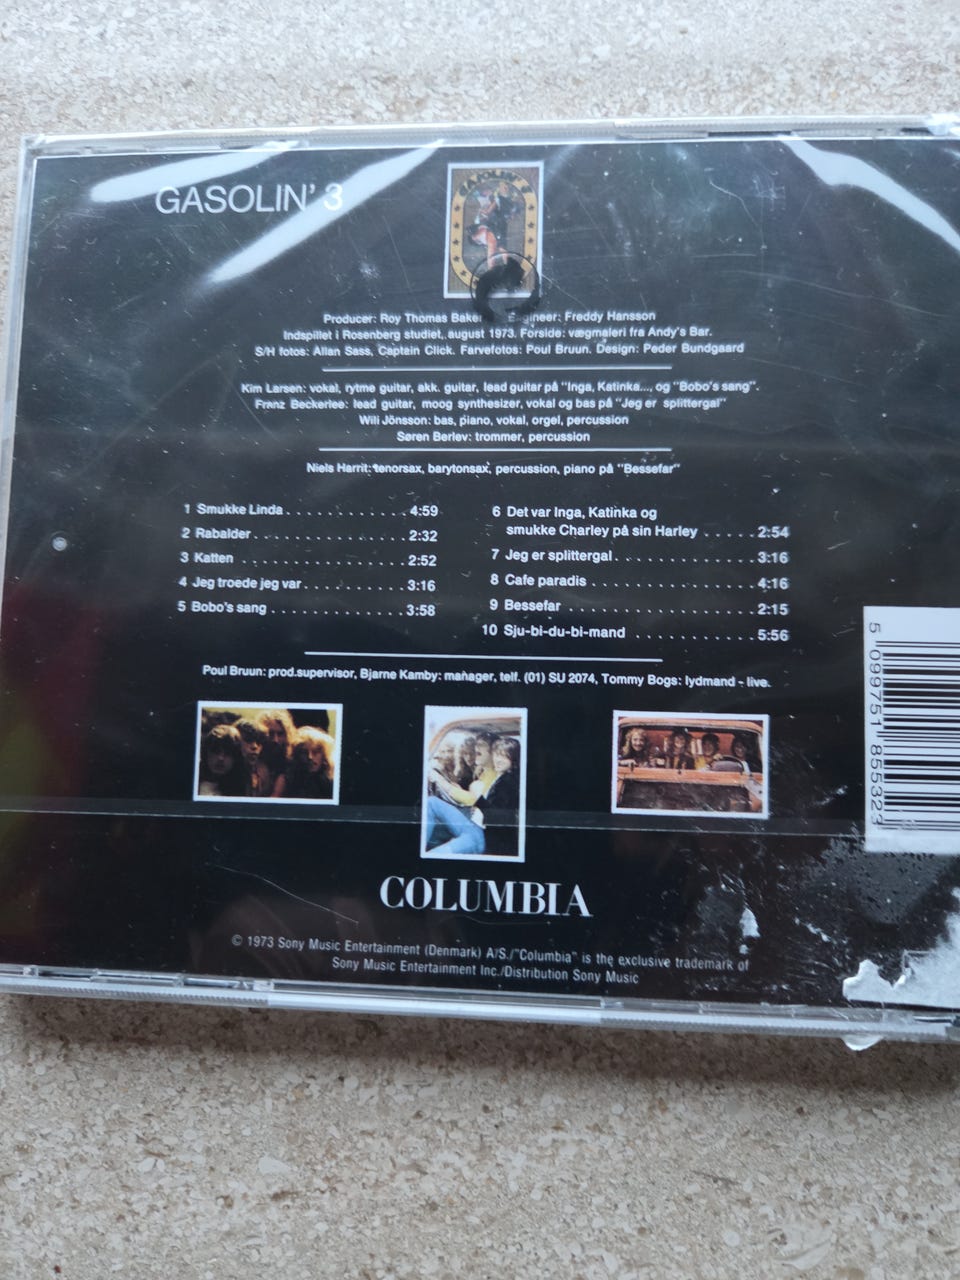 GASOLIN' 3
GASOLIN' 3
Producer: Roy Thomas Baker Engineer: Freddy Hansson
Indspillet i Rosenberg studiet, august 1973. Forside: vægmaleri fra Andy's Bar.
S/H fotos: Allan Sass, Captain Click. Farvefotos: Poul Bruun. Design: Peder Bundgaard
Kim Larsen: vokal, rytme guitar, akk. guitar, lead guitar på "Inga, Katinka..., og "Bobo's sang".
Franz Beckerlee: lead guitar, moog synthesizer, vokal og bas på "Jeg er splittergal"
Wili Jönsson: bas, piano, vokal, orgel, percussion
Søren Berlev: trommer, percussion
Niels Harrit: tenorsax, barytonsax, percussion, piano på "Bessefar"
1 Smukke Linda . . . . . . . . . . . . 4:59
2 Rabalder . . . . . . . . . . . . . . . 2:32
3 Katten . . . . . . . . . . . . . . . . 2:52
4 Jeg troede jeg var . . . . . . . . . . 3:16
5 Bobo's sang . . . . . . . . . . . . . 3:58
6 Det var Inga, Katinka og
smukke Charley på sin Harley . . . . . 2:54
7 Jeg er splittergal . . . . . . . . . . . . . 3:16
8 Cafe paradis . . . . . . . . . . . . . . . 4:16
9 Bessefar . . . . . . . . . . . . . . . . . 2:15
10 Sju-bi-du-bi-mand . . . . . . . . . . . 5:56
Poul Bruun: prod.supervisor, Bjarne Kamby: manager, telf. (01) SU 2074, Tommy Bogs: lydmand - live.
5 099751 855323
COLUMBIA
© 1973 Sony Music Entertainment (Denmark) A/S./"Columbia" is the exclusive trademark of
Sony Music Entertainment Inc./Distribution Sony Music